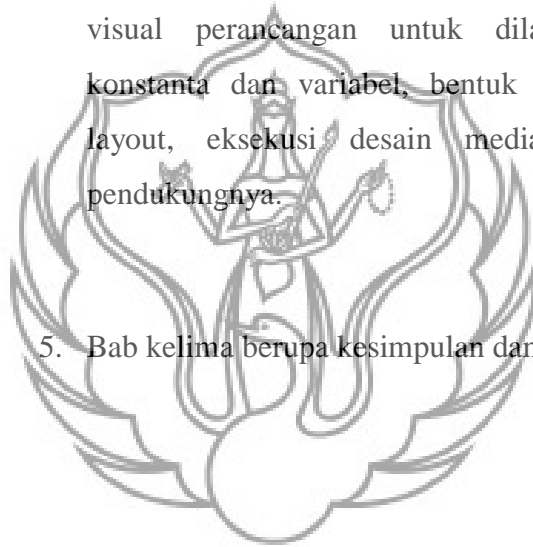 visual perancangan untuk dila
konstanta dan variabel, bentuk
layout, eksekusi desain media
pendukungnya.
5. Bab kelima berupa kesimpulan dan